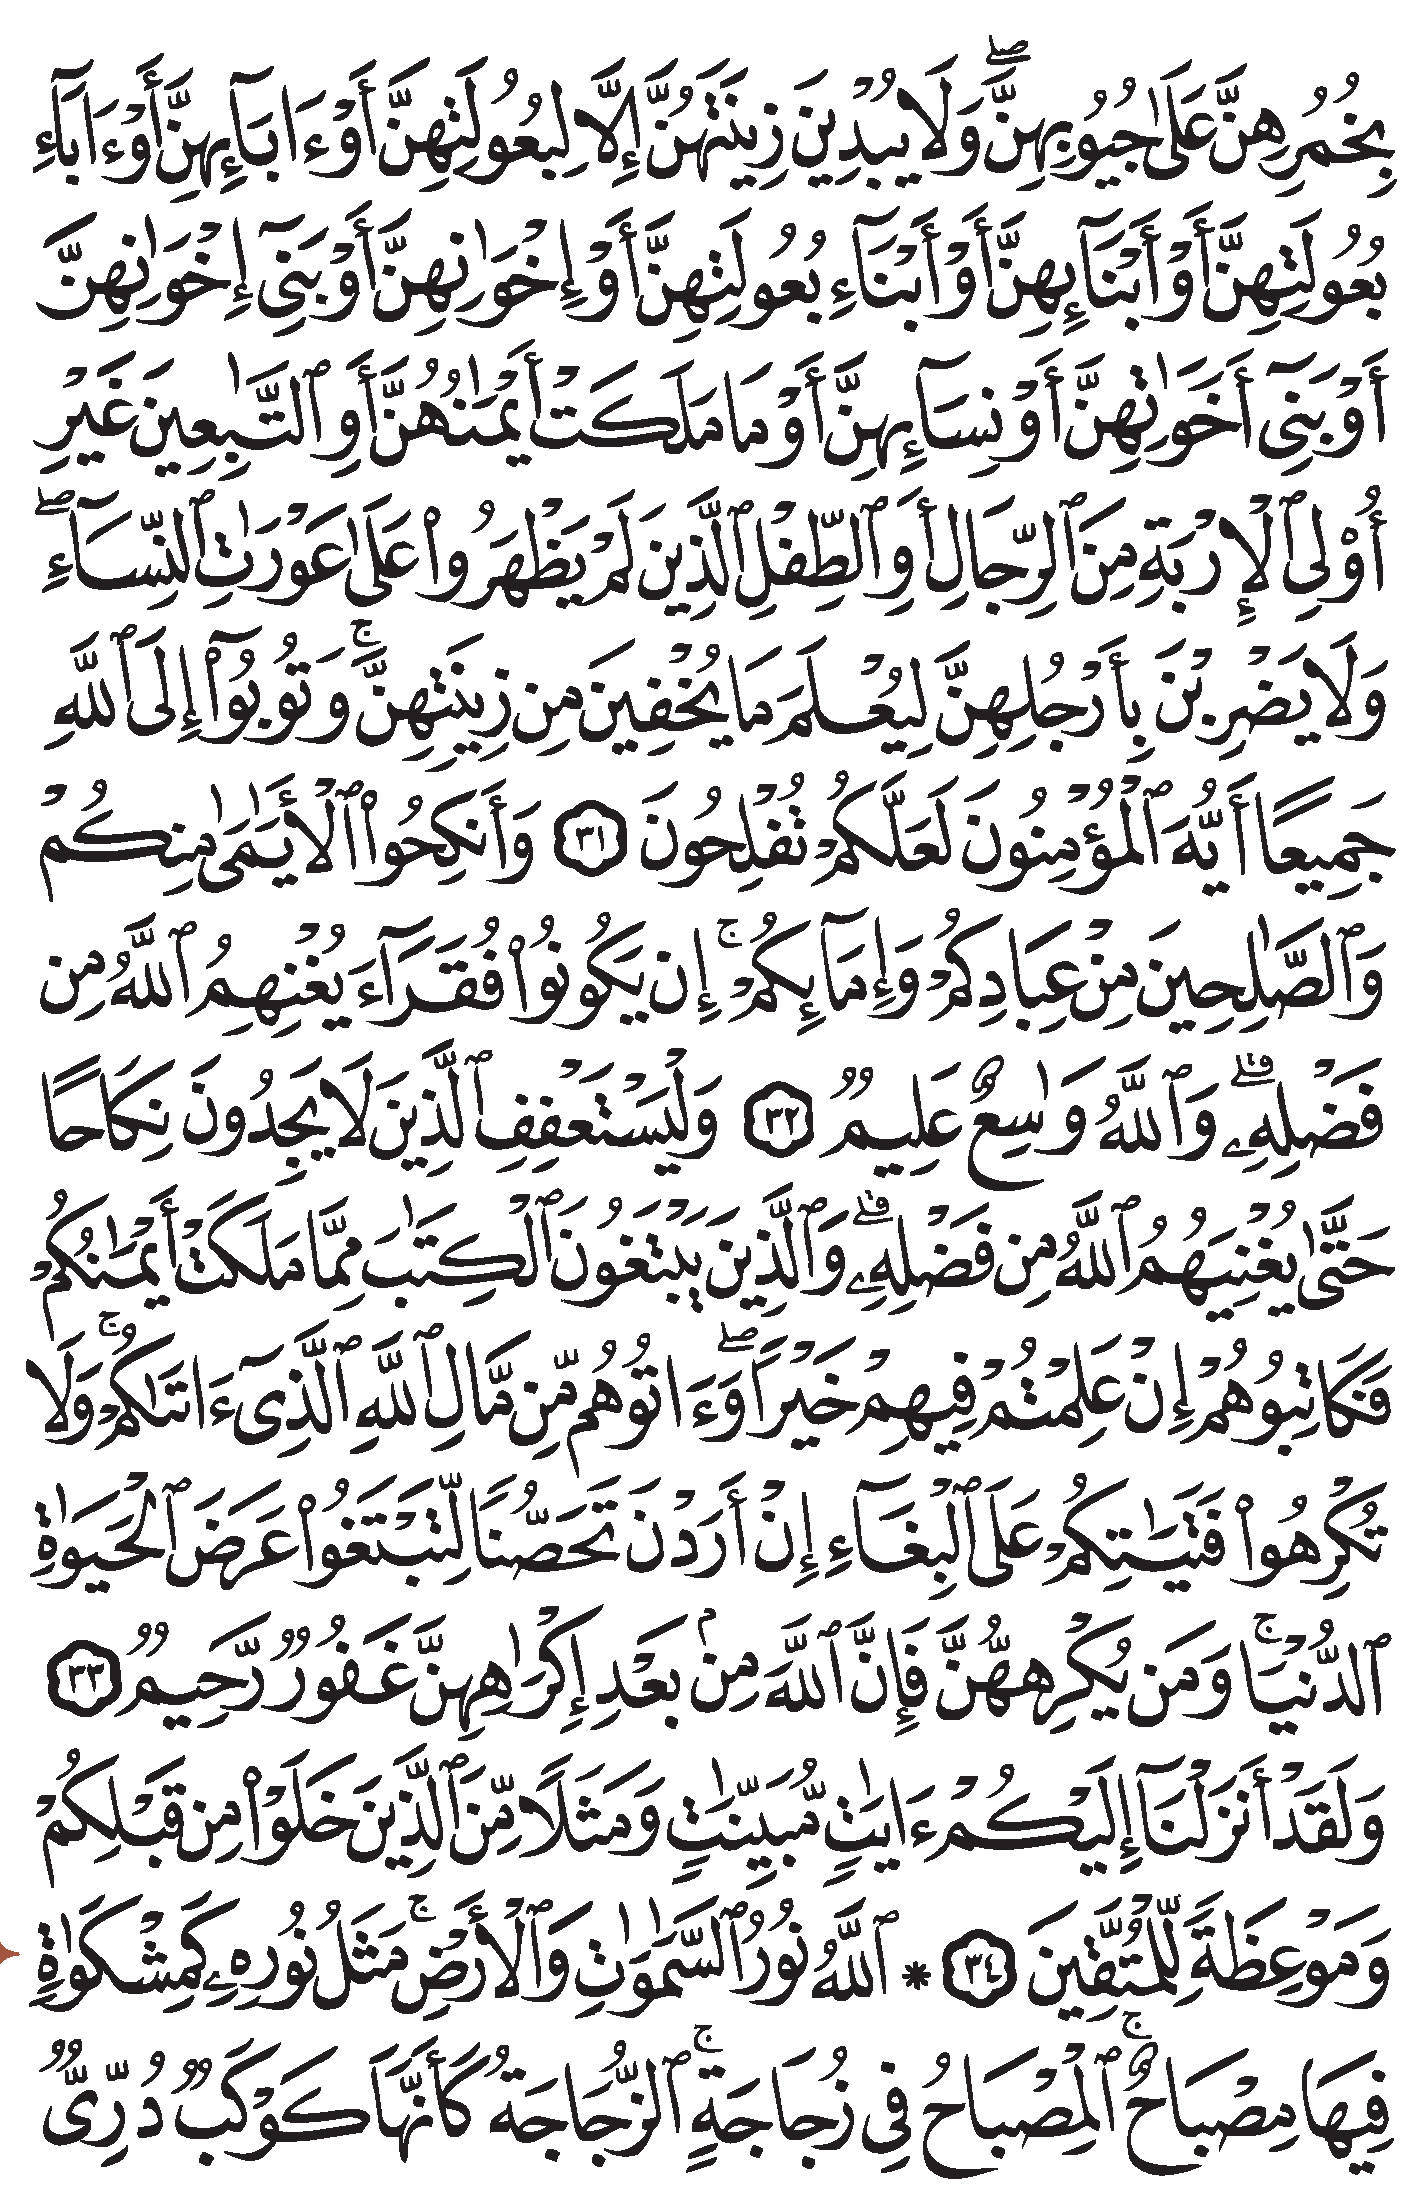 بِخُمُرِهِنَّ عَلَىٰ جُيُوبِهِنَّۖ وَلَا يُبْدِينَ زِينَتَهُنَّ إِلَّا لِبُعُولَتِهِنَّ أَوْ ءَابَآئِهِنَّ أَوْ ءَابَآءِ
بُعُولَتِهِنَّ أَوْ أَبْنَآئِهِنَّ أَوْ أَبْنَآءِ بُعُولَتِهِنَّ أَوْ إِخْوَٰنِهِنَّ أَوْ بَنِىٓ إِخْوَٰنِهِنَّ
أَوْ بَنِىٓ أَخَوَٰتِهِنَّ أَوْ نِسَآئِهِنَّ أَوْ مَا مَلَكَتْ أَيْمَٰنُهُنَّ أَوِ ٱلتَّٰبِعِينَ غَيْرِ
أُو۟لِى ٱلْإِرْبَةِ مِنَ ٱلرِّجَالِ أَوِ ٱلطِّفْلِ ٱلَّذِينَ لَمْ يَظْهَرُوا۟ عَلَىٰ عَوْرَٰتِ ٱلنِّسَآءِۖ
وَلَا يَضْرِبْنَ بِأَرْجُلِهِنَّ لِيُعْلَمَ مَا يُخْفِينَ مِن زِينَتِهِنَّۚ وَتُوبُوٓا۟ إِلَى ٱللَّهِ
جَمِيعًا أَيُّهَ ٱلْمُؤْمِنُونَ لَعَلَّكُمْ تُفْلِحُونَ ٣١ وَأَنكِحُوا۟ ٱلْأَيَٰمَىٰ مِنكُمْ
وَٱلصَّٰلِحِينَ مِنْ عِبَادِكُمْ وَإِمَآئِكُمْۚ إِن يَكُونُوا۟ فُقَرَآءَ يُغْنِهِمُ ٱللَّهُ مِن
فَضْلِهِۦۗ وَٱللَّهُ وَٰسِعٌ عَلِيمٌ ٣٢ وَلْيَسْتَعْفِفِ ٱلَّذِينَ لَا يَجِدُونَ نِكَاحًا
حَتَّىٰ يُغْنِيَهُمُ ٱللَّهُ مِن فَضْلِهِۦۗ وَٱلَّذِينَ يَبْتَغُونَ ٱلْكِتَٰبَ مِمَّا مَلَكَتْ أَيْمَٰنُكُمْ
فَكَاتِبُوهُمْ إِنْ عَلِمْتُمْ فِيهِمْ خَيْرًاۖ وَءَاتُوهُم مِّن مَّالِ ٱللَّهِ ٱلَّذِىٓ ءَاتَىٰكُمْۚ وَلَا
تُكْرِهُوا۟ فَتَيَٰتِكُمْ عَلَى ٱلْبِغَآءِ إِنْ أَرَدْنَ تَحَصُّنًا لِّتَبْتَغُوا۟ عَرَضَ ٱلْحَيَوٰةِ
ٱلدُّنْيَاۚ وَمَن يُكْرِههُّنَّ فَإِنَّ ٱللَّهَ مِنۢ بَعْدِ إِكْرَٰهِهِنَّ غَفُورٌ رَّحِيمٌ ٣٣
وَلَقَدْ أَنزَلْنَآ إِلَيْكُمْ ءَايَٰتٍ مُّبَيِّنَٰتٍ وَمَثَلًا مِّنَ ٱلَّذِينَ خَلَوْا۟ مِن قَبْلِكُمْ
وَمَوْعِظَةً لِّلْمُتَّقِينَ ٣٤ * ٱللَّهُ نُورُ ٱلسَّمَٰوَٰتِ وَٱلْأَرْضِۚ مَثَلُ نُورِهِۦ كَمِشْكَوٰةٍ
فِيهَا مِصْبَاحٌۚ ٱلْمِصْبَاحُ فِى زُجَاجَةٍۖ ٱلزُّجَاجَةُ كَأَنَّهَا كَوْكَبٌ دُرِّىٌّ